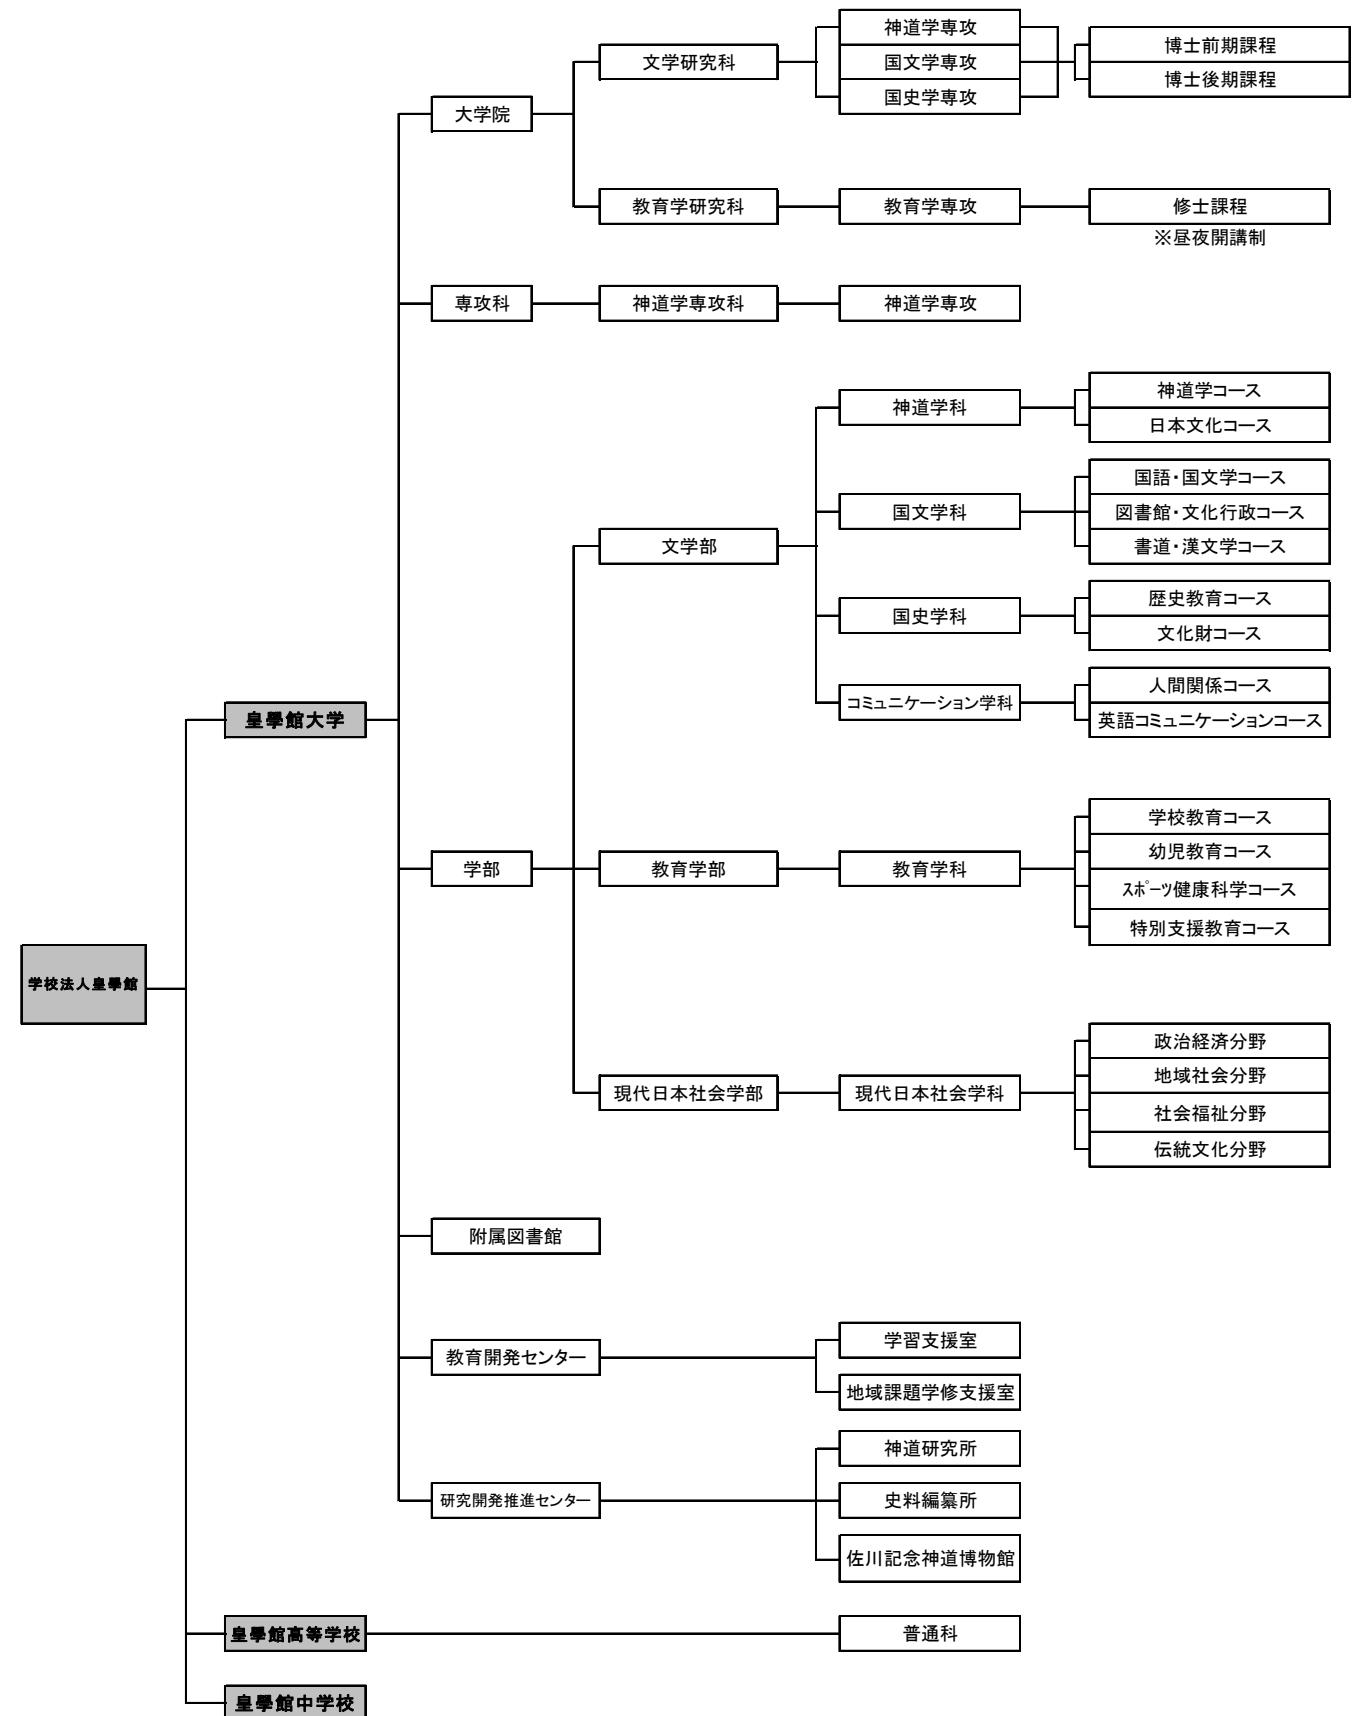 神道学専攻
国文学専攻
国史学専攻
博士前期課程
博士後期課程
文学研究科
大学院
教育学研究科
教育学専攻
修士課程
※昼夜開講制
専攻科
神道学専攻科
神道学専攻
神道学科
神道学コース
日本文化コース
国文学科
国語・国文学コース
図書館・文化行政コース
書道・漢文学コース
文学部
国史学科
歴史教育コース
文化財コース
コミュニケーション学科
人間関係コース
英語コミュニケーションコース
皇學館大学
学部
教育学部
教育学科
学校教育コース
幼児教育コース
ｽﾎﾟｰﾂ健康科学コース
特別支援教育コース
学校法人皇學館
現代日本社会学部
現代日本社会学科
政治経済分野
地域社会分野
社会福祉分野
伝統文化分野
附属図書館
教育開発センター
学習支援室
地域課題学修支援室
研究開発推進センター
神道研究所
史料編纂所
佐川記念神道博物館
皇學館高等学校
普通科
皇學館中学校